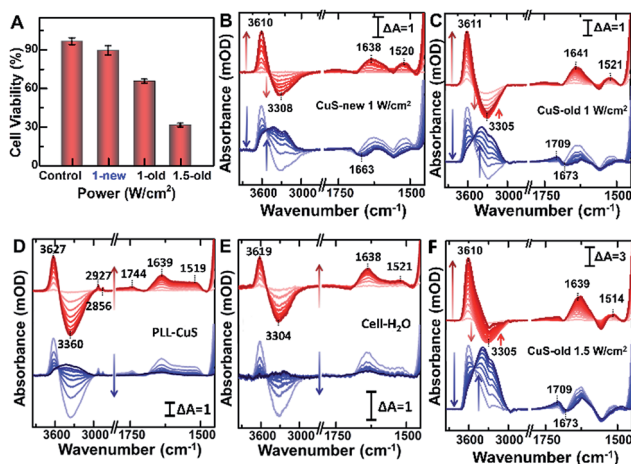 A
Cell Viability (%)
90
60
30
0
Control 1-new 1-old 1.5-old
Power (W/cm²)
B
Absorbance (mOD)
3610
ΔA=1
1638
1520
3308
CuS-new 1 W/cm²
1663
3600 3000 1750 1500
Wavenumber (cm⁻¹)
C
Absorbance (mOD)
3611
ΔA=1
1641
1521
3305
CuS-old 1 W/cm²
1709
1673
3600 3000 1750 1500
Wavenumber (cm⁻¹)
D
Absorbance (mOD)
3627
2927
1744
1639
1519
2856
3360
PLL-CuS
ΔA=1
3600 3000 1750 1500
Wavenumber (cm⁻¹)
E
Absorbance (mOD)
3619
1638
1521
3304
Cell-H₂O
ΔA=1
3600 3000 1750 1500
Wavenumber (cm⁻¹)
F
Absorbance (mOD)
3610
ΔA=3
1639
1514
3305
CuS-old 1.5 W/cm²
1709
1673
3600 3000 1750 1500
Wavenumber (cm⁻¹)